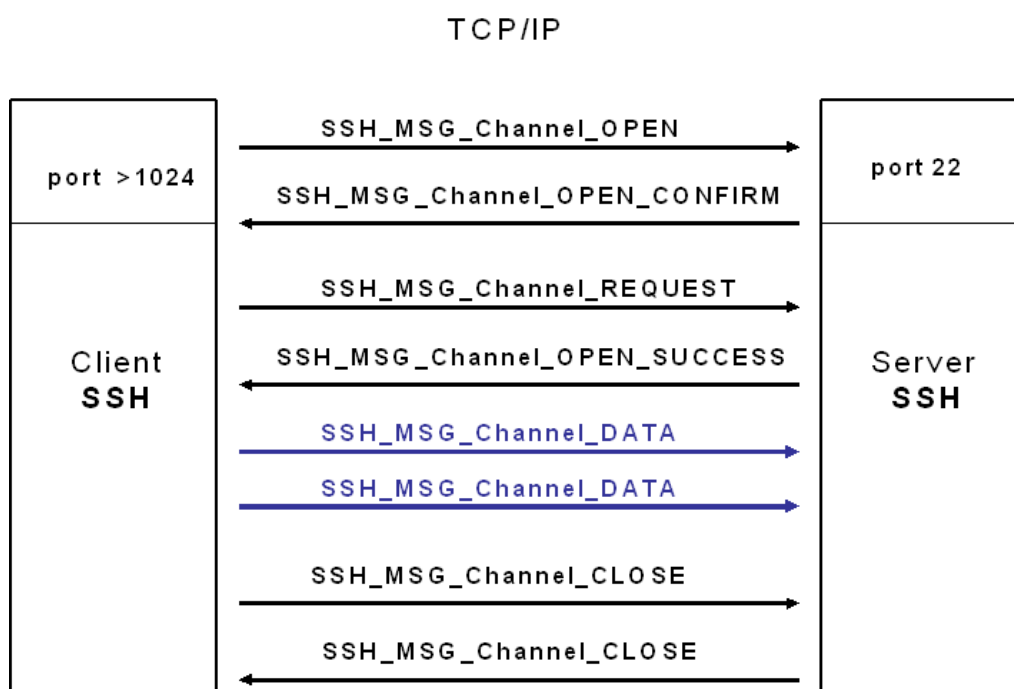 TCP/IP
SSH_MSG_Channel_OPEN
port >1024
port 22
SSH_MSG_Channel_OPEN_CONFIRM
SSH_MSG_Channel_REQUEST
SSH_MSG_Channel_OPEN_SUCCESS
Client
SSH
Server
SSH
SSH_MSG_Channel_DATA
SSH_MSG_Channel_DATA
SSH_MSG_Channel_CLOSE
SSH_MSG_Channel_CLOSE